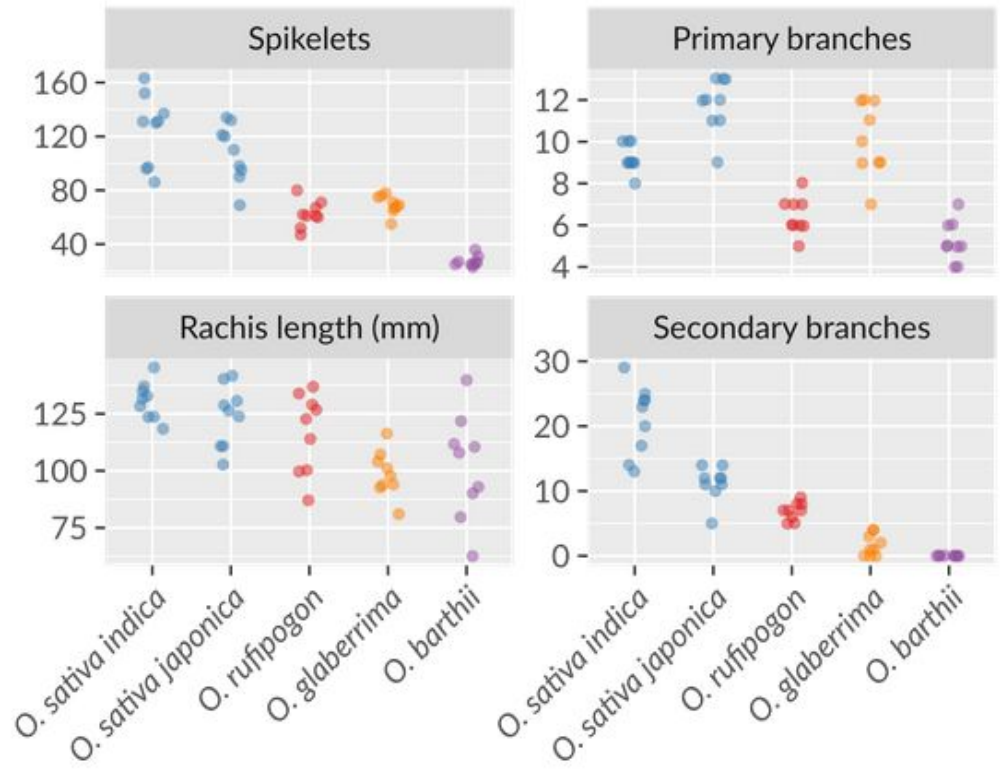 Spikelets
160
120
80
40
Primary branches
12
10
8
6
4
Rachis length (mm)
125
100
75
Secondary branches
30
20
10
0
O. sativa indica
O. sativa japonica
O. rufipogon
O. glaberrima
O. barthii
O. sativa indica
O. sativa japonica
O. rufipogon
O. glaberrima
O. barthii